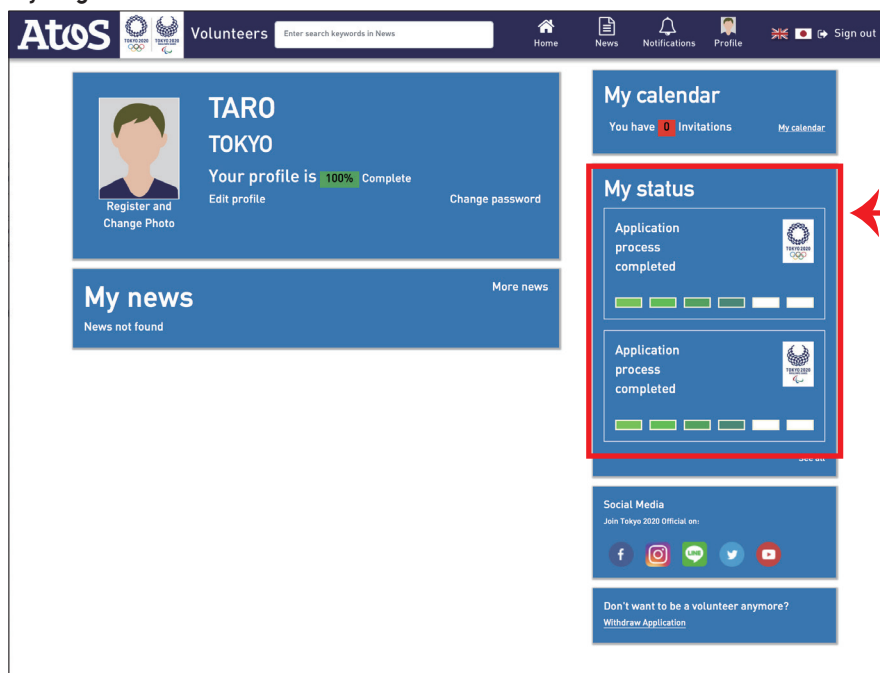 Atos
TOKYO 2020
TOKYO 2020
Volunteers
Enter search keywords in News
Home
News
Notifications
Profile
Sign out
TARO
TOKYO
Your profile is 100% Complete
Edit profile
Change password
Register and
Change Photo
My news
More news
News not found
My calendar
You have 0 Invitations
My calendar
My status
Application
process
completed
TOKYO 2020
Application
process
completed
TOKYO 2020
See all
Social Media
Join Tokyo 2020 Official on:
LINE
Don't want to be a volunteer anymore?
Withdraw Application